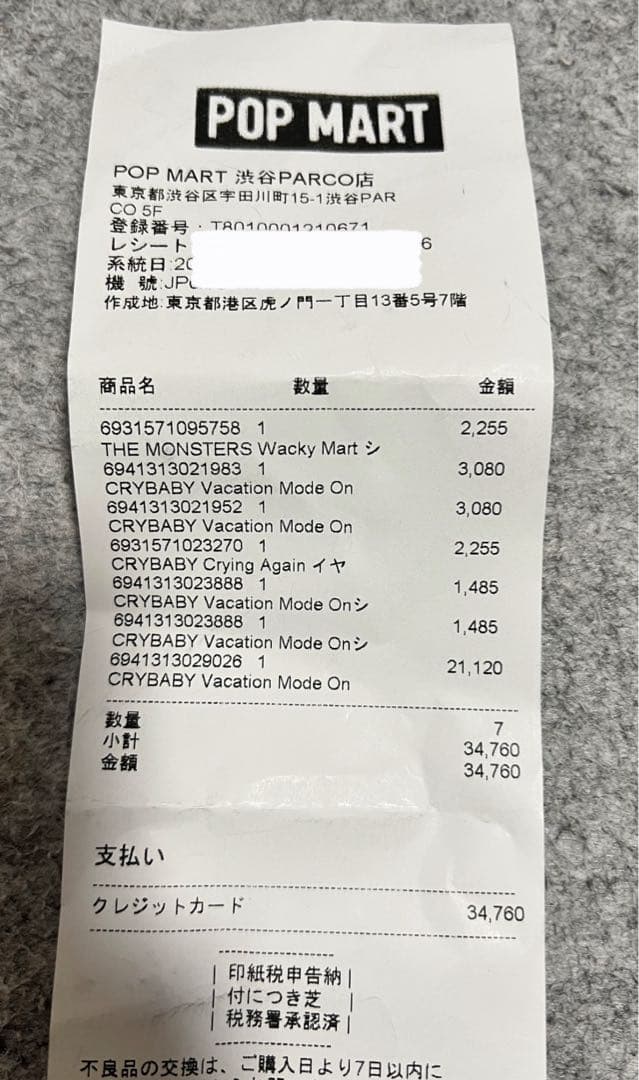 POP MART
POP MART 渋谷PARCO店
東京都渋谷区宇田川町15-1渋谷PAR
CO 5F
登録番号:T8010001210671
レシート 6
系統日:20
機 號:JP
作成地:東京都港区虎ノ門一丁目13番5号7階
商品名 數量 金額
6931571095758 1 2,255
THE MONSTERS Wacky Mart シ
6941313021983 1 3,080
CRYBABY Vacation Mode On
6941313021952 1 3,080
CRYBABY Vacation Mode On
6931571023270 1 2,255
CRYBABY Crying Again イヤ
6941313023888 1 1,485
CRYBABY Vacation Mode Onシ
6941313023888 1 1,485
CRYBABY Vacation Mode Onシ
6941313029026 1 21,120
CRYBABY Vacation Mode On
數量 7
小計 34,760
金額 34,760
支払い
クレジットカード 34,760
印紙税申告納
付につき芝
税務署承認済
不良品の交換は、ご購入日より7日以内に